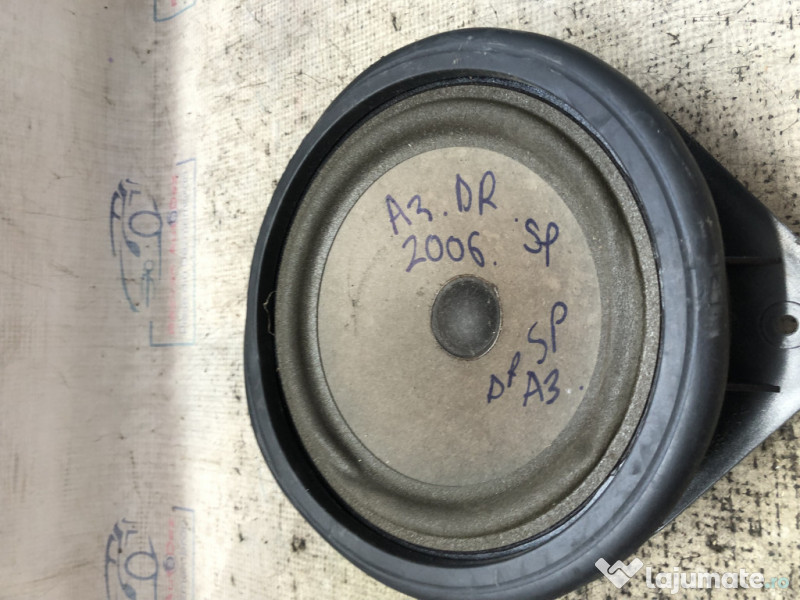 A3. DR
2006. Sp
SP
DR A3.
lajumate.ro